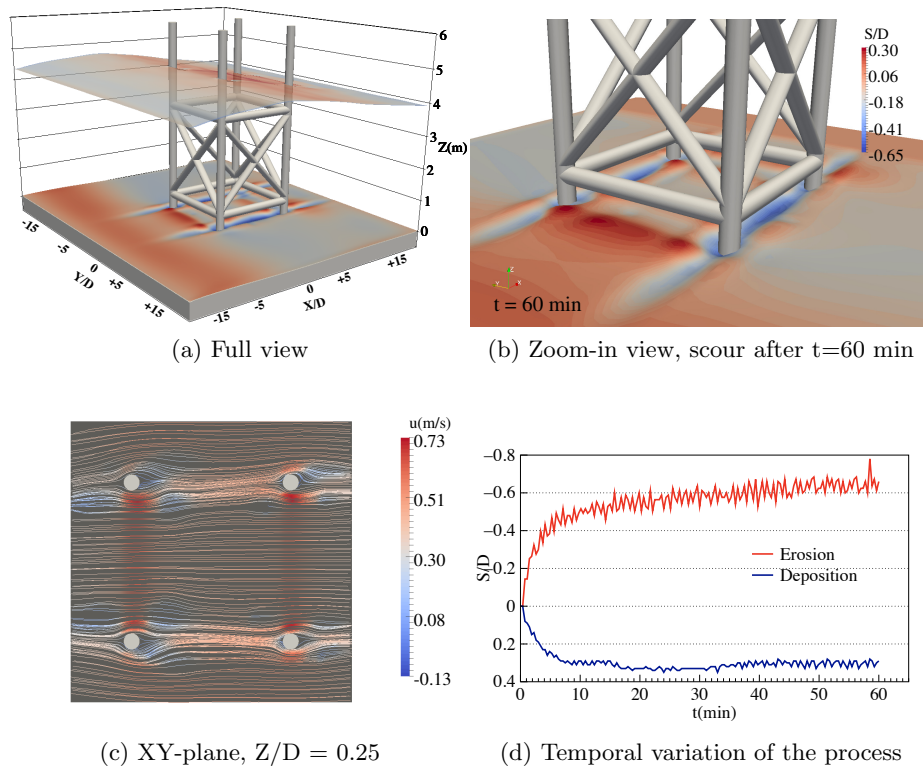 6
5
4
3
Z(m)
2
1
0
-15
-5
0
+5
+15
Y/D
-15
-5
+5
+15
X/D
(a) Full view
S/D
0.30
0.06
-0.18
-0.41
-0.65
Z
Y
X
t = 60 min
(b) Zoom-in view, scour after t=60 min
u(m/s)
0.73
0.51
0.30
0.08
-0.13
(c) XY-plane, Z/D = 0.25
−0.8
−0.6
−0.4
−0.2
0
0.2
0.4
S/D
Erosion
Deposition
0 10 20 30 40 50 60
t(min)
(d) Temporal variation of the process